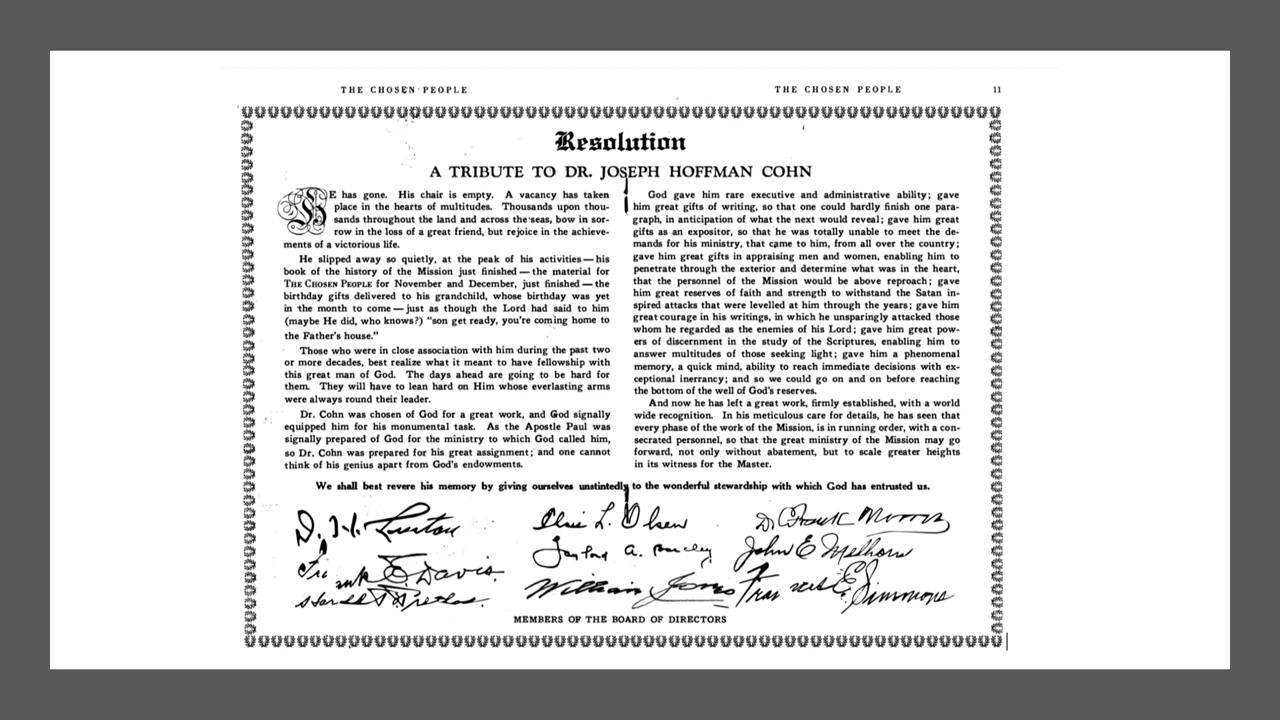 THE CHOSEN PEOPLE
THE CHOSEN PEOPLE 11
Resolution
A TRIBUTE TO DR. JOSEPH HOFFMAN COHN
HE has gone. His chair is empty. A vacancy has taken
place in the hearts of multitudes. Thousands upon thou-
sands throughout the land and across the seas, bow in sor-
row in the loss of a great friend, but rejoice in the achieve-
ments of a victorious life.
He slipped away so quietly, at the peak of his activities — his
book of the history of the Mission just finished — the material for
THE CHOSEN PEOPLE for November and December, just finished — the
birthday gifts delivered to his grandchild, whose birthday was yet
in the month to come — just as though the Lord had said to him
(maybe He did, who knows?) "son get ready, you're coming home to
the Father's house."
Those who were in close association with him during the past two
or more decades, best realize what it meant to have fellowship with
this great man of God. The days ahead are going to be hard for
them. They will have to lean hard on Him whose everlasting arms
were always round their leader.
Dr. Cohn was chosen of God for a great work, and God signally
equipped him for his monumental task. As the Apostle Paul was
signally prepared of God for the ministry to which God called him,
so Dr. Cohn was prepared for his great assignment; and one cannot
think of his genius apart from God's endowments.
God gave him rare executive and administrative ability; gave
him great gifts of writing, so that one could hardly finish one para-
graph, in anticipation of what the next would reveal; gave him great
gifts as an expositor, so that he was totally unable to meet the de-
mands for his ministry, that came to him, from all over the country;
gave him great gifts in appraising men and women, enabling him to
penetrate through the exterior and determine what was in the heart,
that the personnel of the Mission would be above reproach; gave
him great reserves of faith and strength to withstand the Satan in-
spired attacks that were levelled at him through the years; gave him
great courage in his writings, in which he unsparingly attacked those
whom he regarded as the enemies of his Lord; gave him great pow-
ers of discernment in the study of the Scriptures, enabling him to
answer multitudes of those seeking light; gave him a phenomenal
memory, a quick mind, ability to reach immediate decisions with ex-
ceptional inerrancy; and so we could go on and on before reaching
the bottom of the well of God's reserves.
And now he has left a great work, firmly established, with a world
wide recognition. In his meticulous care for details, he has seen that
every phase of the work of the Mission, is in running order, with a con-
secrated personnel, so that the great ministry of the Mission may go
forward, not only without abatement, but to scale greater heights
in its witness for the Master.
We shall best revere his memory by giving ourselves unstintedly to the wonderful stewardship with which God has entrusted us.
Elsie L. Olsen
D. Frank Morris
John E Melhorn
Frank E. Davis.
William Jones
Francis E. Simmons
MEMBERS OF THE BOARD OF DIRECTORS